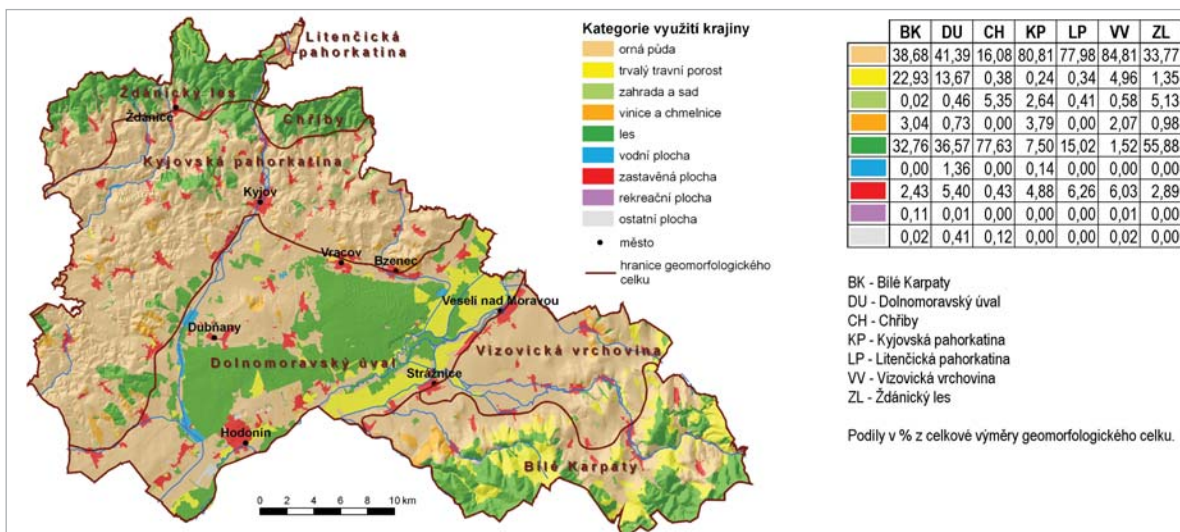 Litenčická
pahorkatina
Ždánický les
Ždánice
Chřiby
Kyjovská pahorkatina
Kyjov
Vracov
Bzenec
Veselí nad Moravou
Dubňany
Dolnomoravský úval
Vizovická vrchovina
Strážnice
Hodonín
Bílé Karpaty
0 2 4 6 8 10 km
Kategorie využití krajiny
orná půda
trvalý travní porost
zahrada a sad
vinice a chmelnice
les
vodní plocha
zastavěná plocha
rekreační plocha
ostatní plocha
město
hranice geomorfologického
celku
BK DU CH KP LP VV ZL
38,68 41,39 16,08 80,81 77,98 84,81 33,77
22,93 13,67 0,38 0,24 0,34 4,96 1,35
0,02 0,46 5,35 2,64 0,41 0,58 5,13
3,04 0,73 0,00 3,79 0,00 2,07 0,98
32,76 36,57 77,63 7,50 15,02 1,52 55,88
0,00 1,36 0,00 0,14 0,00 0,00 0,00
2,43 5,40 0,43 4,88 6,26 6,03 2,89
0,11 0,01 0,00 0,00 0,00 0,01 0,00
0,02 0,41 0,12 0,00 0,00 0,02 0,00
BK - Bílé Karpaty
DU - Dolnomoravský úval
CH - Chřiby
KP - Kyjovská pahorkatina
LP - Litenčická pahorkatina
VV - Vizovická vrchovina
ZL - Ždánický les
Podíly v % z celkové výměry geomorfologického celku.